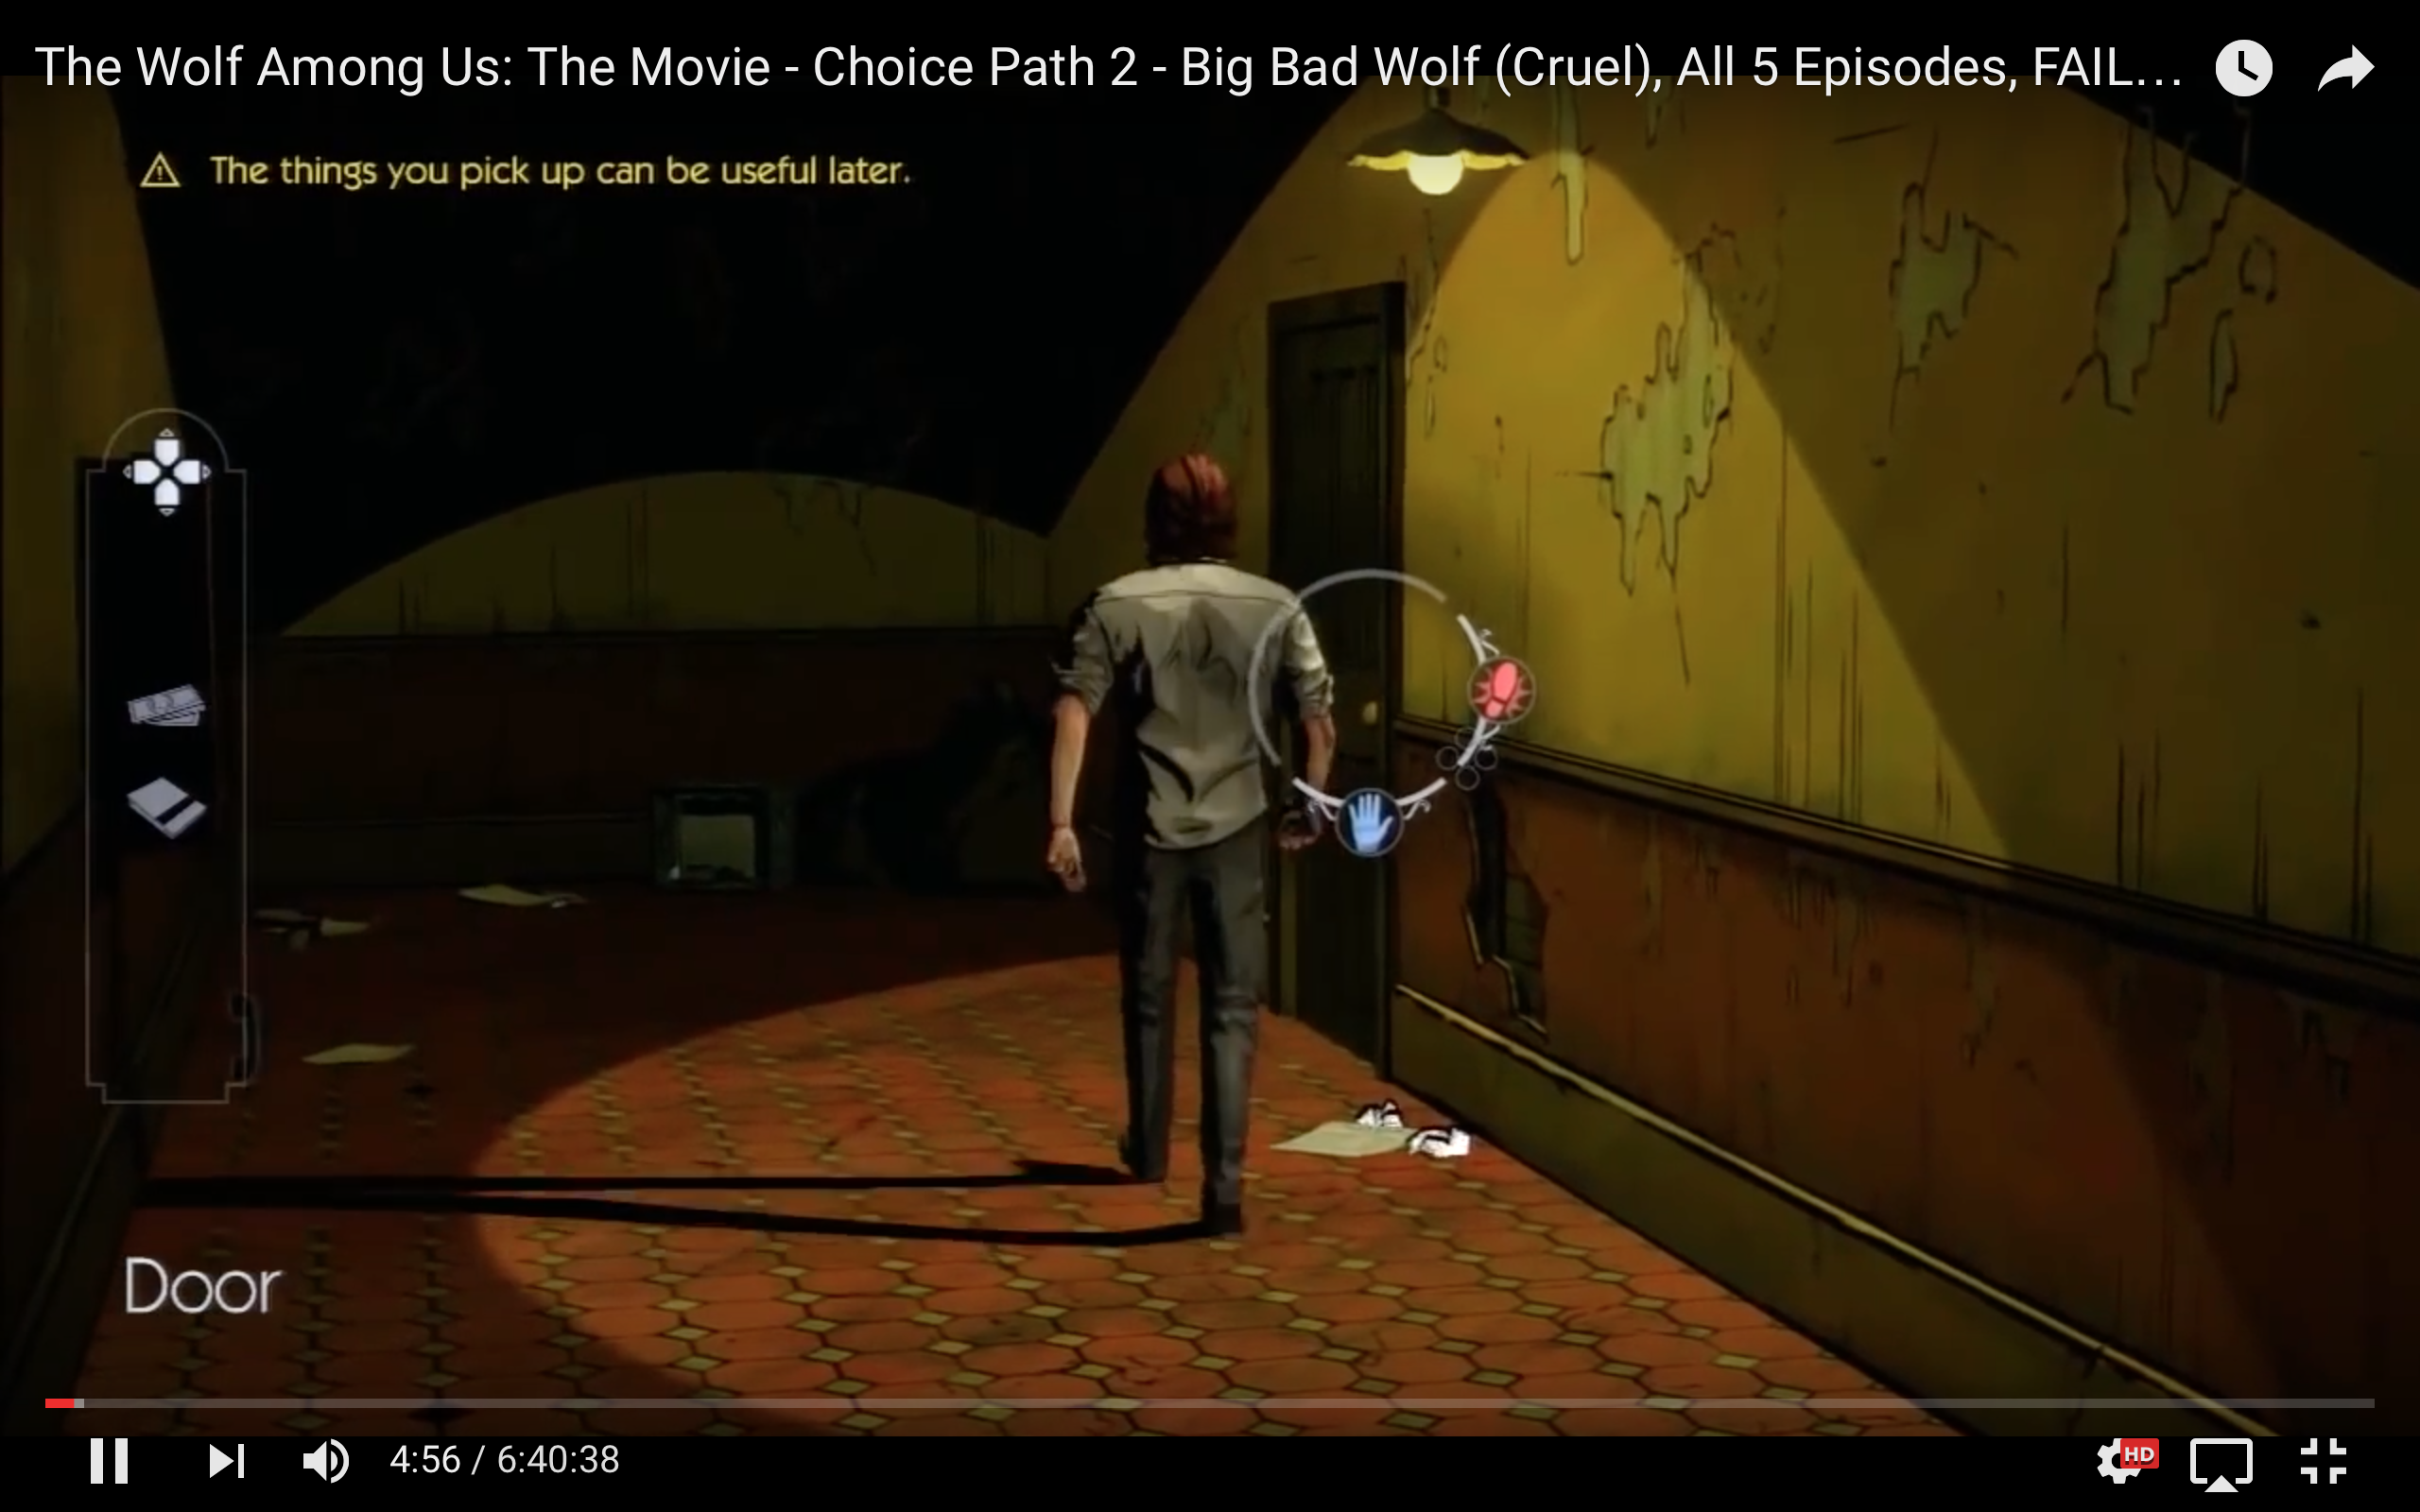 The Wolf Among Us: The Movie - Choice Path 2 - Big Bad Wolf (Cruel), All 5 Episodes, FAIL...
The things you pick up can be useful later.
Door
4:56 / 6:40:38
HD